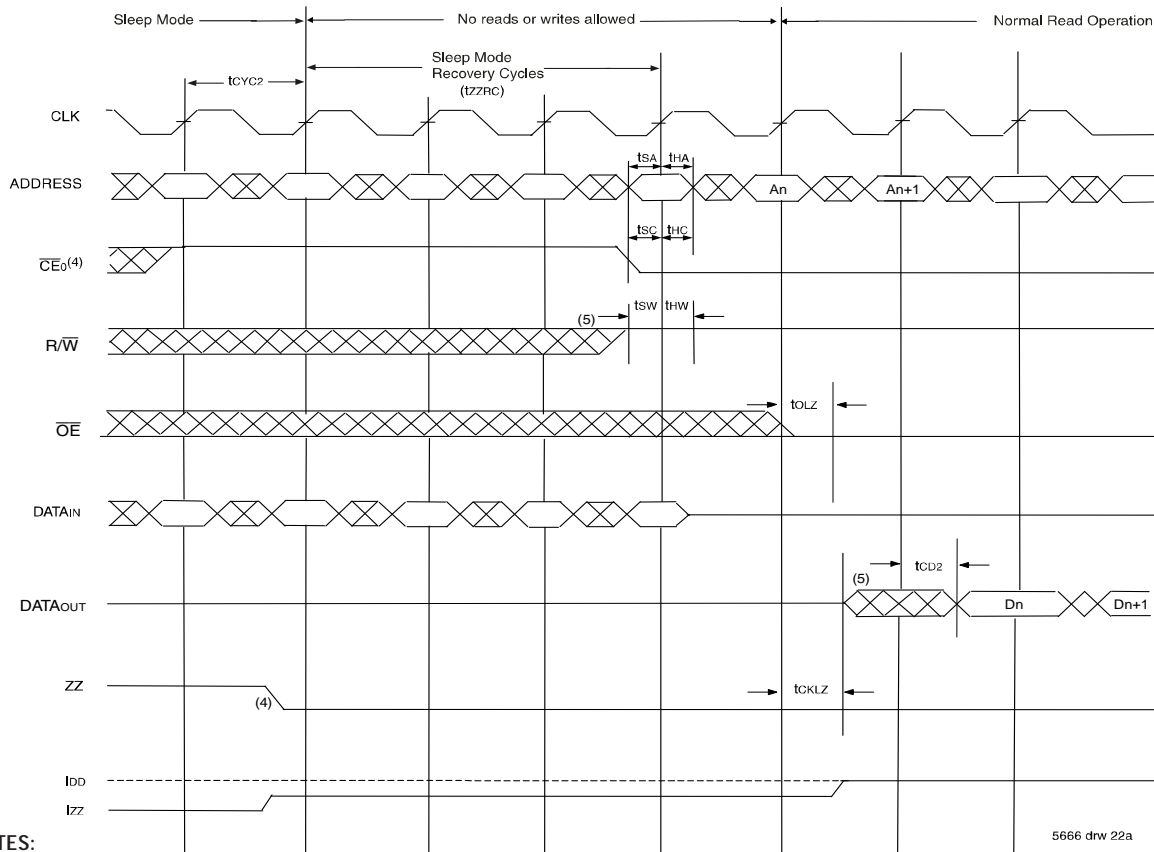 Sleep Mode
No reads or writes allowed
Normal Read Operation
Sleep Mode
Recovery Cycles
(tZZRC)
tCYC2
CLK
tSA tHA
ADDRESS
An
An+1
tSC tHC
CE0(4)
tSW tHW
(5)
R/W
tOLZ
OE
DATAIN
tCD2
(5)
DATAOUT
Dn
Dn+1
ZZ
(4)
tCKLZ
IDD
IZZ
5666 drw 22a
TES: